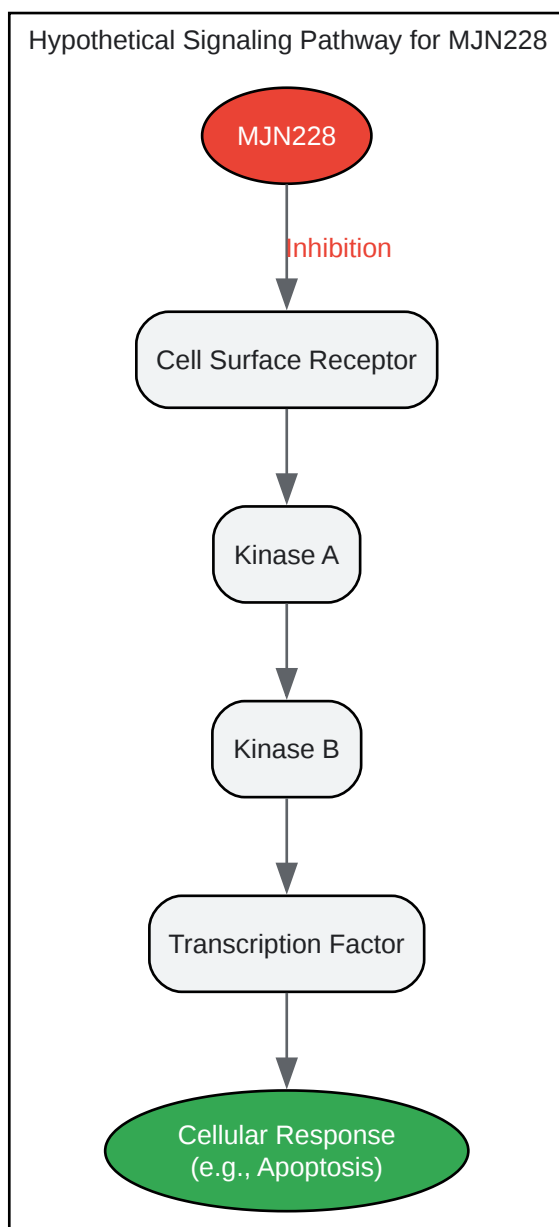 Hypothetical Signaling Pathway for MJN228
MJN228
Inhibition
Cell Surface Receptor
Kinase A
Kinase B
Transcription Factor
Cellular Response
(e.g., Apoptosis)